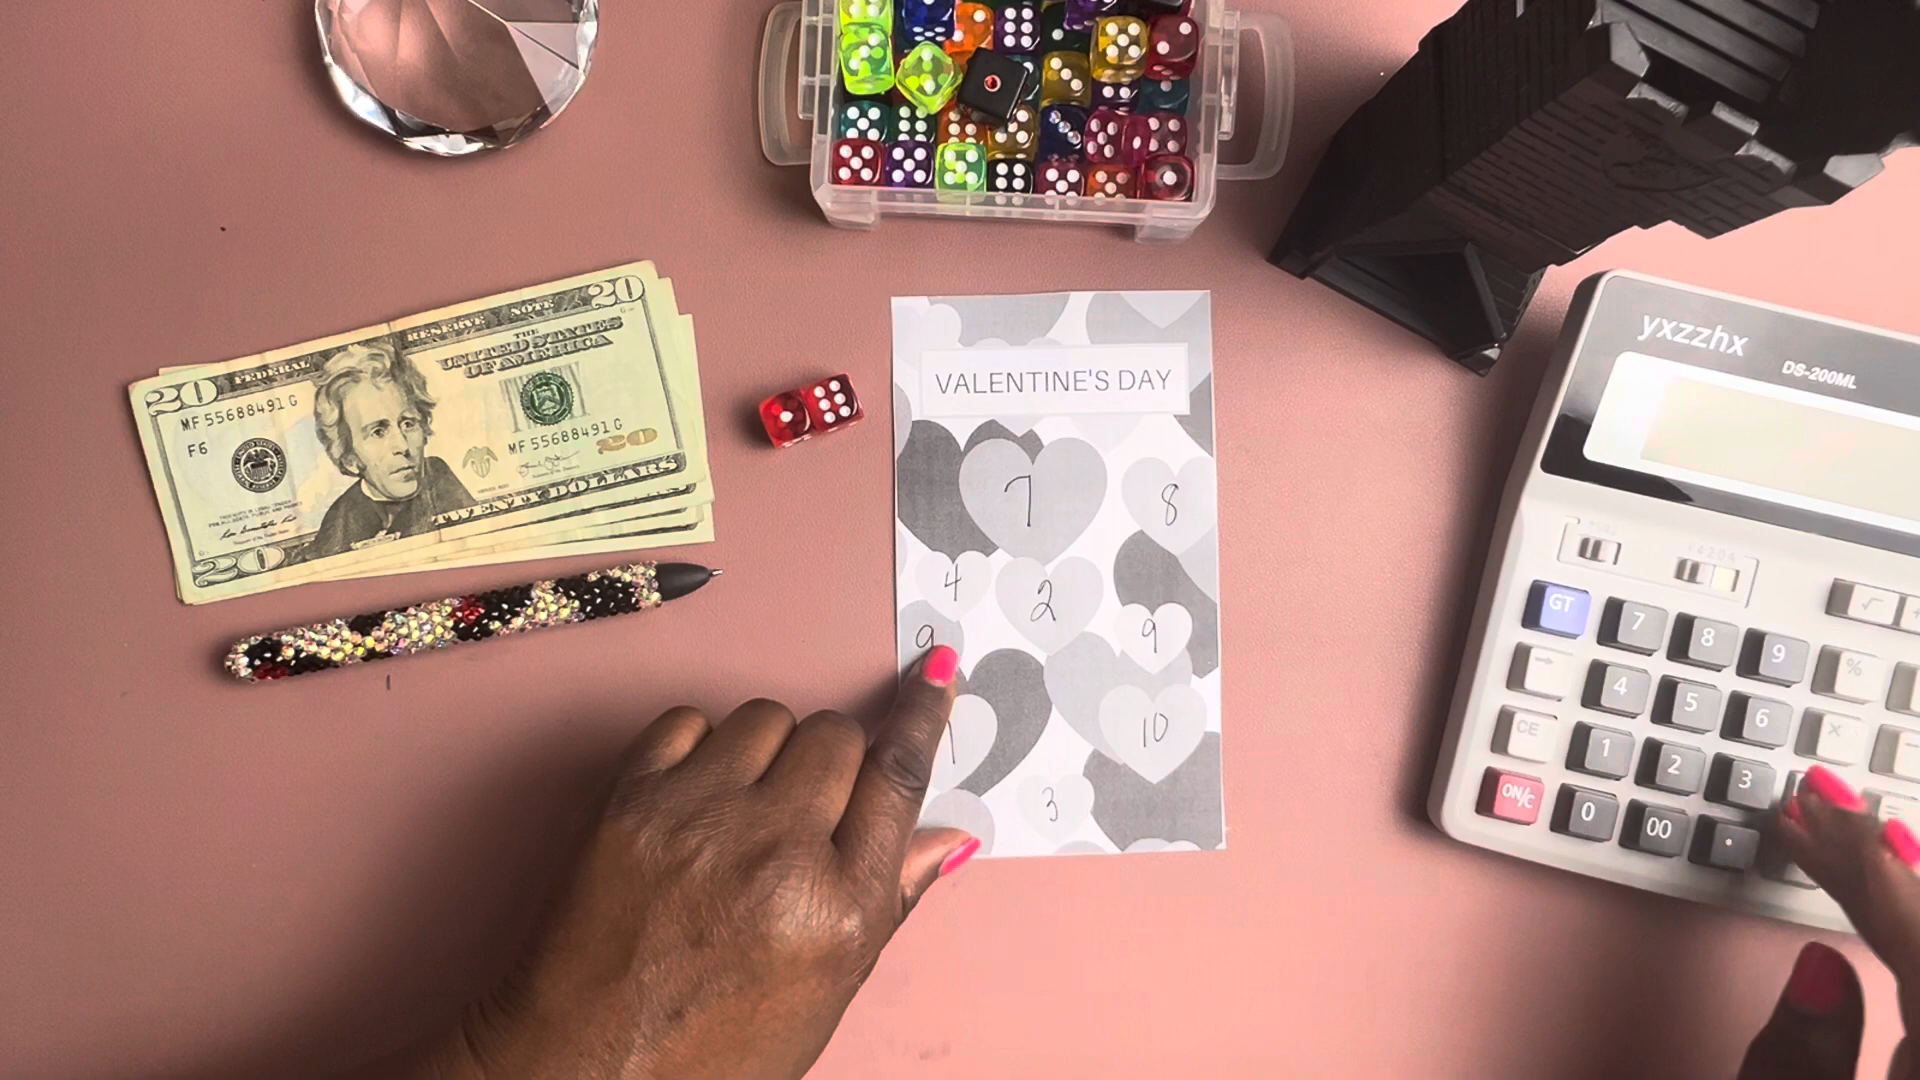 20
FEDERAL RESERVE NOTE
20
THE
UNITED STATES
OF AMERICA
MF 55688491 G
F6
MF 55688491 G
20
TWENTY DOLLARS
20
VALENTINE'S DAY
7
8
4
2
9
9
1
10
3
yxzzhx
DS-200ML
GT
7
8
9
%
→
4
5
6
×
CE
1
2
3
ON/C
0
00
.